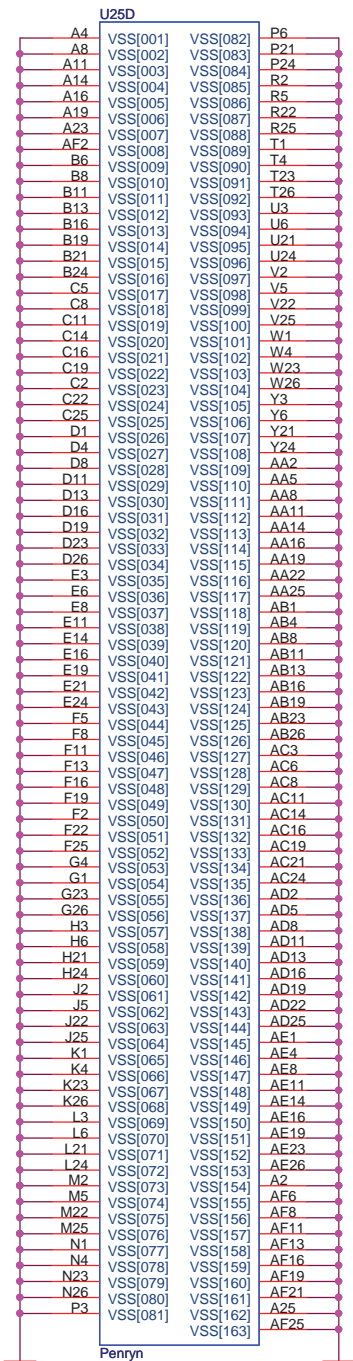 U25D
A4 VSS[001] VSS[082] P6
A8 VSS[002] VSS[083] P21
A11 VSS[003] VSS[084] P24
A14 VSS[004] VSS[085] R2
A16 VSS[005] VSS[086] R5
A19 VSS[006] VSS[087] R22
A23 VSS[007] VSS[088] R25
AF2 VSS[008] VSS[089] T1
B6 VSS[009] VSS[090] T4
B8 VSS[010] VSS[091] T23
B11 VSS[011] VSS[092] T26
B13 VSS[012] VSS[093] U3
B16 VSS[013] VSS[094] U6
B19 VSS[014] VSS[095] U21
B21 VSS[015] VSS[096] U24
B24 VSS[016] VSS[097] V2
C5 VSS[017] VSS[098] V5
C8 VSS[018] VSS[099] V22
C11 VSS[019] VSS[100] V25
C14 VSS[020] VSS[101] W1
C16 VSS[021] VSS[102] W4
C19 VSS[022] VSS[103] W23
C2 VSS[023] VSS[104] W26
C22 VSS[024] VSS[105] Y3
C25 VSS[025] VSS[106] Y6
D1 VSS[026] VSS[107] Y21
D4 VSS[027] VSS[108] Y24
D8 VSS[028] VSS[109] AA2
D11 VSS[029] VSS[110] AA5
D13 VSS[030] VSS[111] AA8
D16 VSS[031] VSS[112] AA11
D19 VSS[032] VSS[113] AA14
D23 VSS[033] VSS[114] AA16
D26 VSS[034] VSS[115] AA19
E3 VSS[035] VSS[116] AA22
E6 VSS[036] VSS[117] AA25
E8 VSS[037] VSS[118] AB1
E11 VSS[038] VSS[119] AB4
E14 VSS[039] VSS[120] AB8
E16 VSS[040] VSS[121] AB11
E19 VSS[041] VSS[122] AB13
E21 VSS[042] VSS[123] AB16
E24 VSS[043] VSS[124] AB19
F5 VSS[044] VSS[125] AB23
F8 VSS[045] VSS[126] AB26
F11 VSS[046] VSS[127] AC3
F13 VSS[047] VSS[128] AC6
F16 VSS[048] VSS[129] AC8
F19 VSS[049] VSS[130] AC11
F2 VSS[050] VSS[131] AC14
F22 VSS[051] VSS[132] AC16
F25 VSS[052] VSS[133] AC19
G4 VSS[053] VSS[134] AC21
G1 VSS[054] VSS[135] AC24
G23 VSS[055] VSS[136] AD2
G26 VSS[056] VSS[137] AD5
H3 VSS[057] VSS[138] AD8
H6 VSS[058] VSS[139] AD11
H21 VSS[059] VSS[140] AD13
H24 VSS[060] VSS[141] AD16
J2 VSS[061] VSS[142] AD19
J5 VSS[062] VSS[143] AD22
J22 VSS[063] VSS[144] AD25
J25 VSS[064] VSS[145] AE1
K1 VSS[065] VSS[146] AE4
K4 VSS[066] VSS[147] AE8
K23 VSS[067] VSS[148] AE11
K26 VSS[068] VSS[149] AE14
L3 VSS[069] VSS[150] AE16
L6 VSS[070] VSS[151] AE19
L21 VSS[071] VSS[152] AE23
L24 VSS[072] VSS[153] AE26
M2 VSS[073] VSS[154] A2
M5 VSS[074] VSS[155] AF6
M22 VSS[075] VSS[156] AF8
M25 VSS[076] VSS[157] AF11
N1 VSS[077] VSS[158] AF13
N4 VSS[078] VSS[159] AF16
N23 VSS[079] VSS[160] AF19
N26 VSS[080] VSS[161] AF21
P3 VSS[081] VSS[162] A25
VSS[163] AF25
Penryn